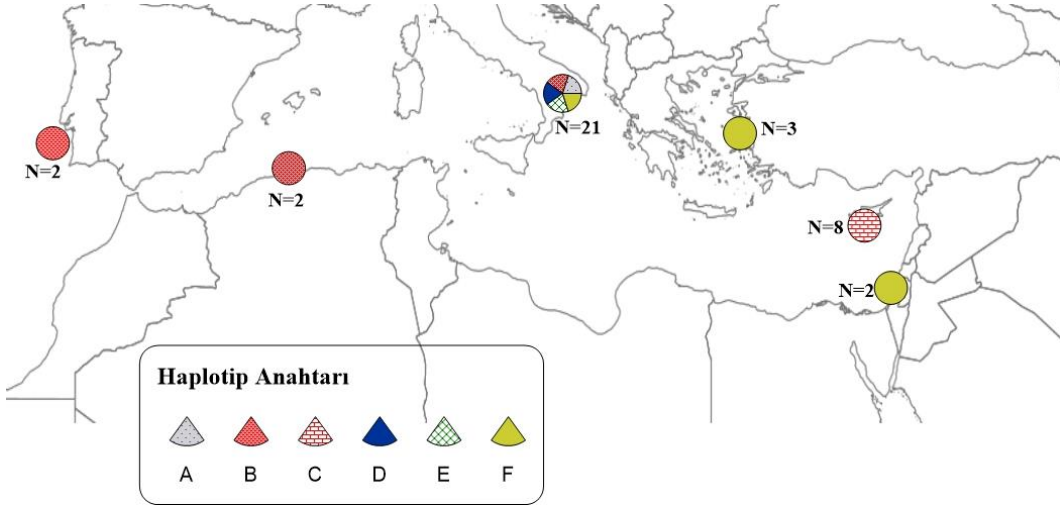 N=21
N=3
N=2
N=2
N=8
N=2
Haplotip Anahtarı
A B C D E F